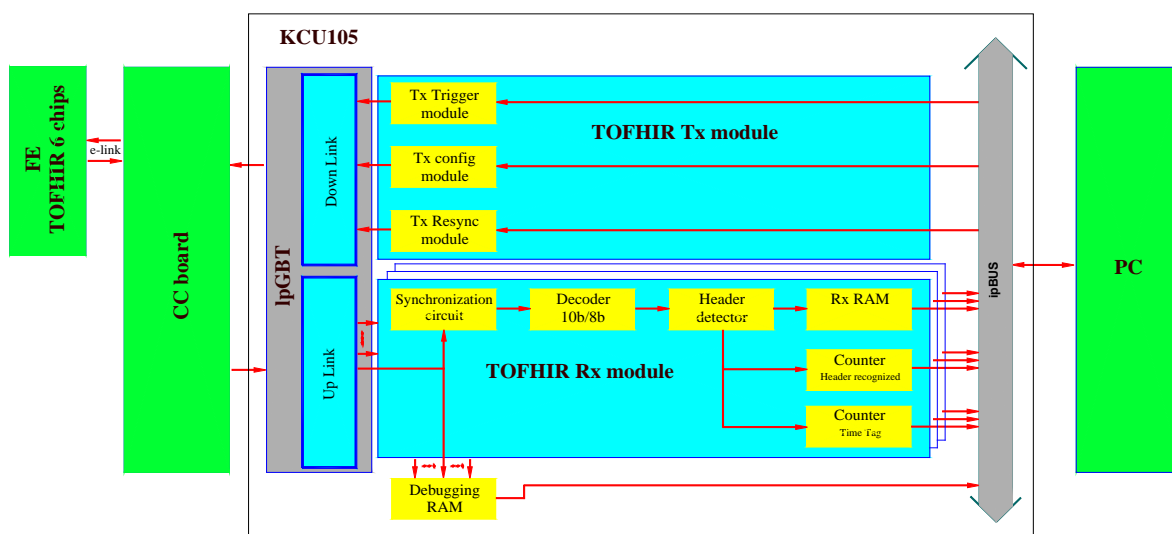 KCU105
FE
TOFHiR 6 chips
e-link
CC board
lpGBT
Down Link
Up Link
Tx Trigger
module
TOFHIR Tx module
Tx config
module
Tx Resync
module
Synchronization
circuit
Decoder
10b/8b
Header
detector
Rx RAM
TOFHIR Rx module
Counter
Header recognized
Counter
Time Tag
Debugging
RAM
ipBUS
PC